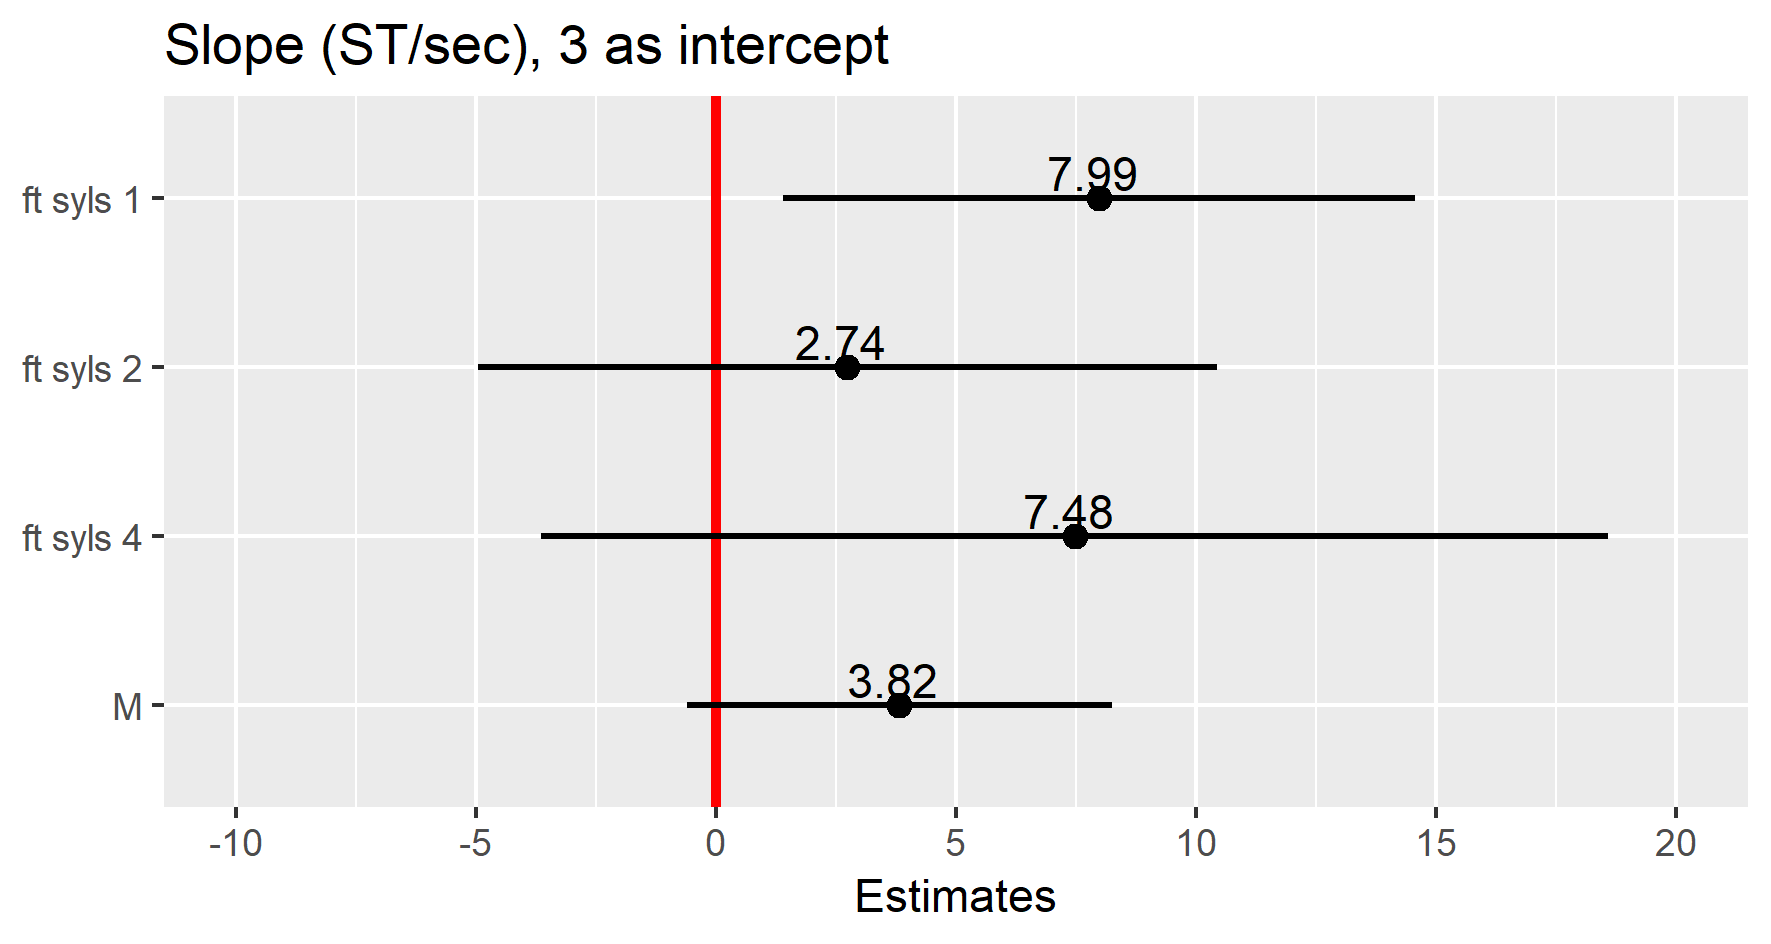 Slope (ST/sec), 3 as intercept
ft syls 1
7.99
ft syls 2
2.74
ft syls 4
7.48
M
3.82
-10 -5 0 5 10 15 20
Estimates